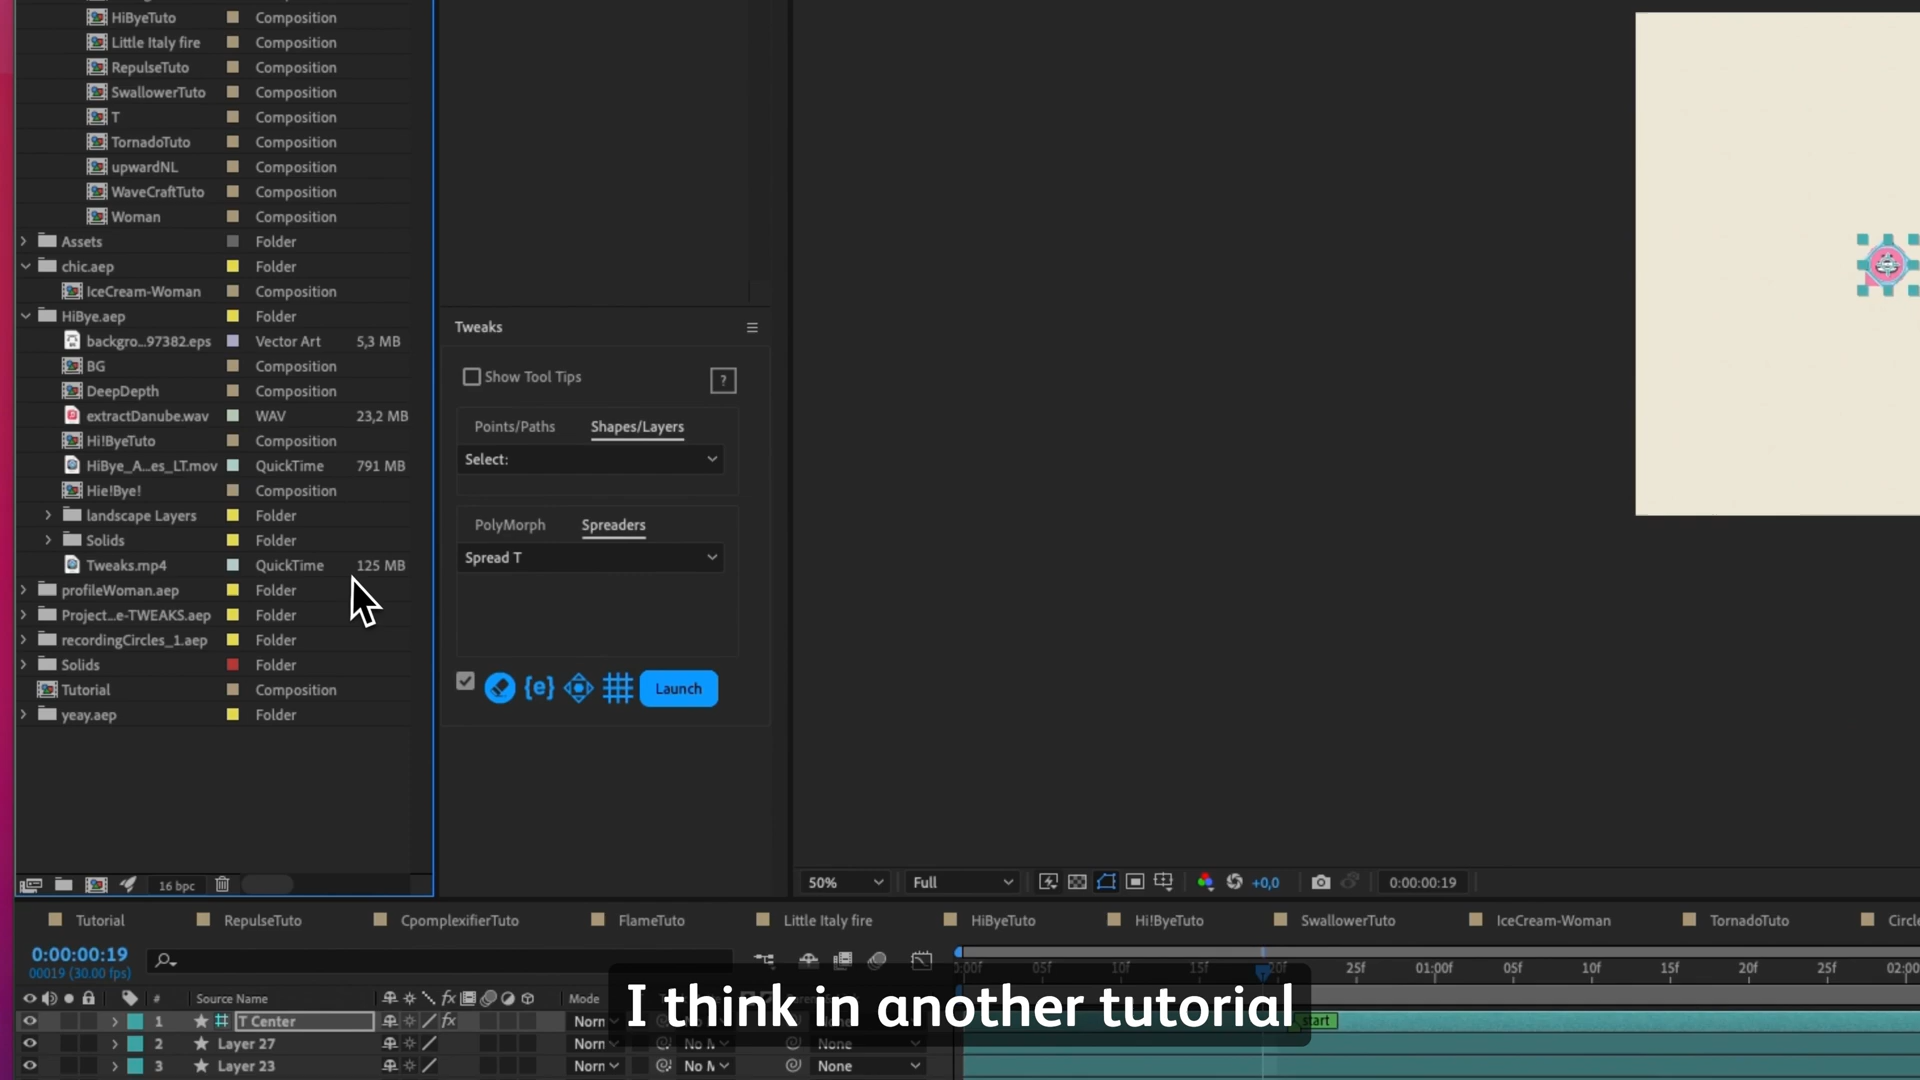 HiByeTuto Composition
Little Italy fire Composition
RepulseTuto Composition
SwallowerTuto Composition
T Composition
TornadoTuto Composition
upwardNL Composition
WaveCraftTuto Composition
Woman Composition
Assets Folder
chic.aep Folder
IceCream-Woman Composition
HiBye.aep Folder
backgro...97382.eps Vector Art 5,3 MB
BG Composition
DeepDepth Composition
extractDanube.wav WAV 23,2 MB
Hi!ByeTuto Composition
HiBye_A...es_LT.mov QuickTime 791 MB
Hie!Bye! Composition
landscape Layers Folder
Solids Folder
Tweaks.mp4 QuickTime 125 MB
profileWoman.aep Folder
Project...e-TWEAKS.aep Folder
recordingCircles_1.aep Folder
Solids Folder
Tutorial Composition
yeay.aep Folder
16 bpc
Tweaks
Show Tool Tips ?
Points/Paths Shapes/Layers
Select:
PolyMorph Spreaders
Spread T
{e} Launch
50% Full +0,0 0:00:00:19
Tutorial RepulseTuto CpomplexifierTuto FlameTuto Little Italy fire HiByeTuto Hi!ByeTuto SwallowerTuto IceCream-Woman TornadoTuto Circle
0:00:00:19
00019 (30.00 fps)
:00f 05f 10f 15f 20f 25f 01:00f 05f 10f 15f 20f 25f 02:00
# Source Name fx Mode
1 T Center fx Norn start
2 Layer 27 Norn No M None
3 Layer 23 Norn No M None
I think in another tutorial